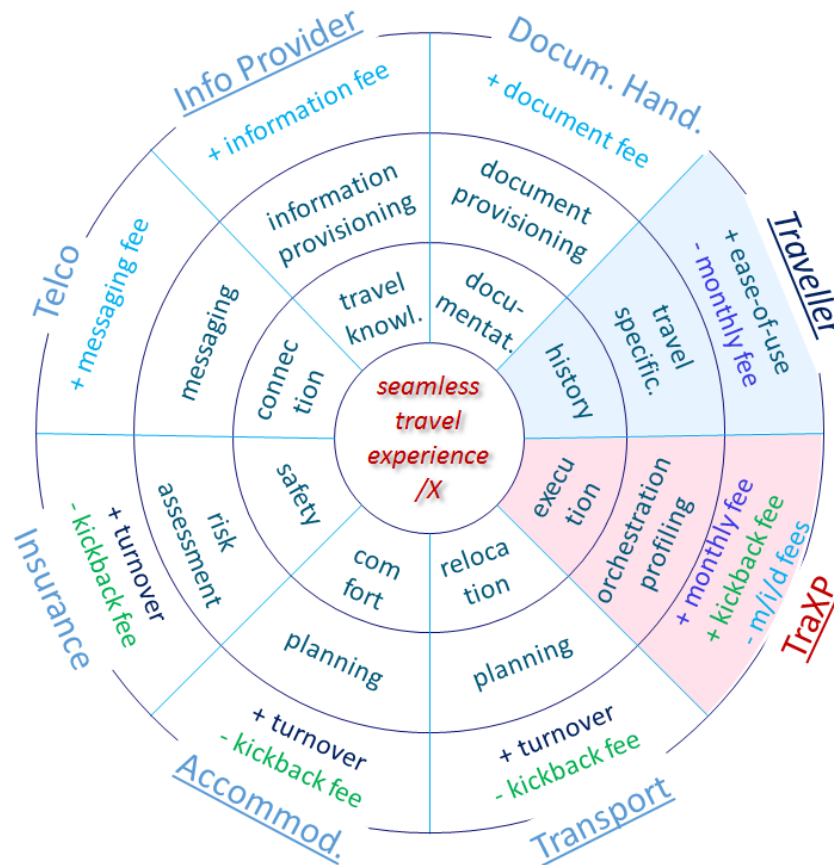 Info Provider
+ information fee
information
provisioning
travel
knowl.
Docum. Hand.
+ document fee
document
provisioning
docu-
mentat.
Traveller
+ ease-of-use
- monthly fee
travel
specific.
history
TraXP
+ monthly fee
+ kickback fee
- m/i/d fees
orchestration
profiling
execu
tion
Transport
+ turnover
- kickback fee
planning
reloca
tion
Accommod.
+ turnover
- kickback fee
planning
com
fort
Insurance
+ turnover
- kickback fee
risk
assessment
safety
Telco
+ messaging fee
messaging
connec
tion
seamless
travel
experience
/X